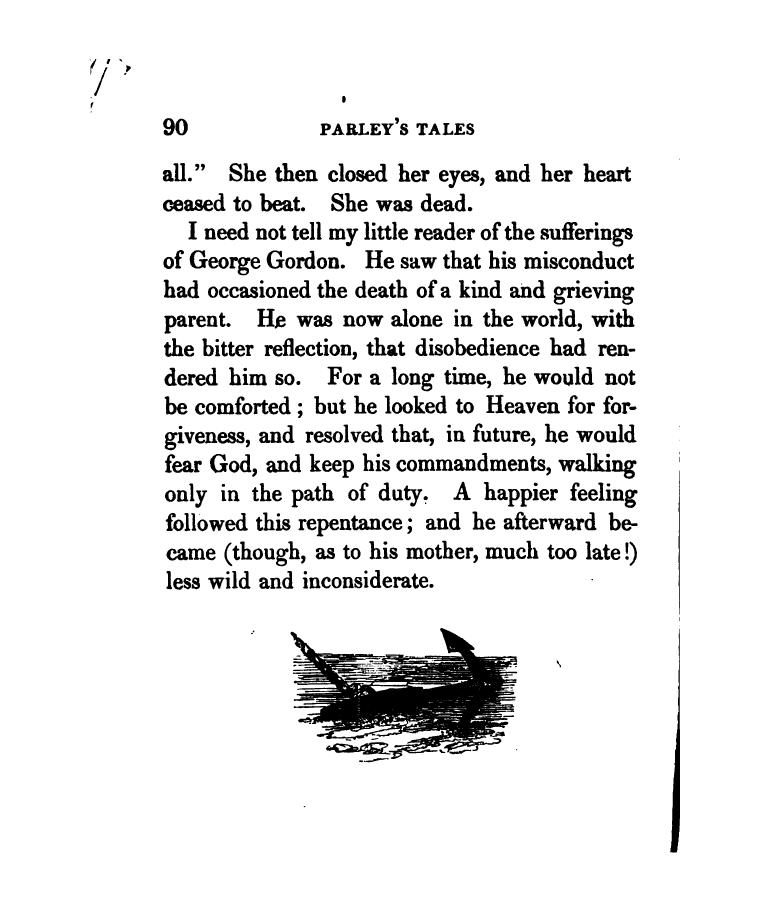 90 PARLEY'S TALES
all." She then closed her eyes, and her heart
ceased to beat. She was dead.
I need not tell my little reader of the sufferings
of George Gordon. He saw that his misconduct
had occasioned the death of a kind and grieving
parent. He was now alone in the world, with
the bitter reflection, that disobedience had ren-
dered him so. For a long time, he would not
be comforted; but he looked to Heaven for for-
giveness, and resolved that, in future, he would
fear God, and keep his commandments, walking
only in the path of duty. A happier feeling
followed this repentance; and he afterward be-
came (though, as to his mother, much too late!)
less wild and inconsiderate.